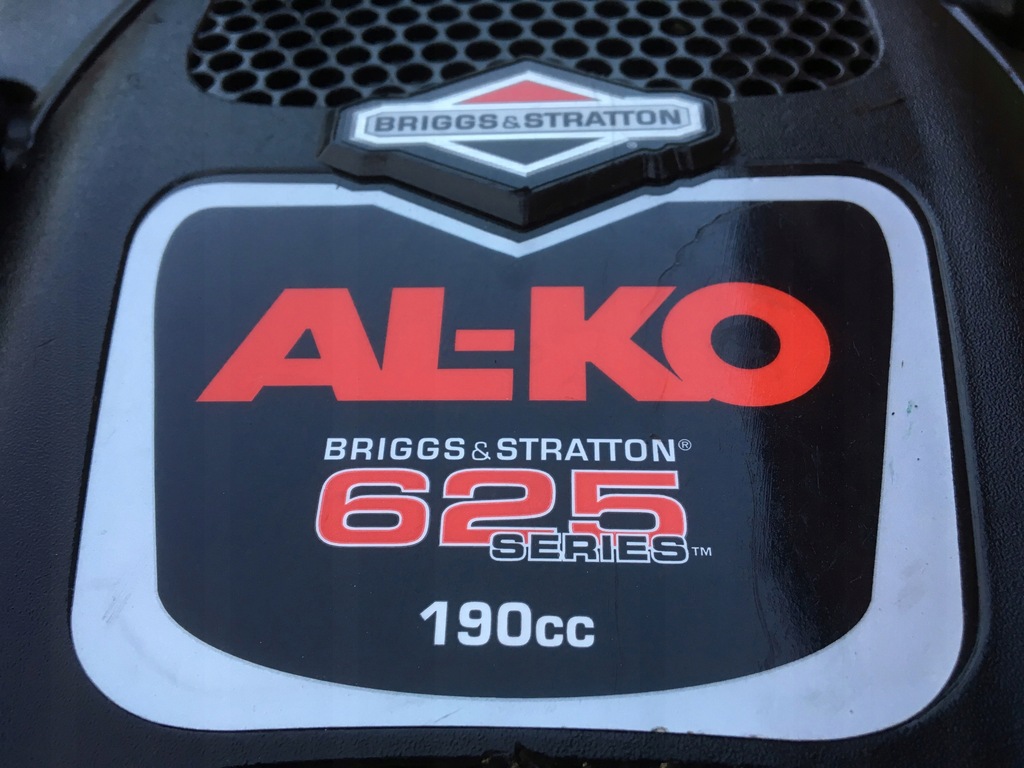 BRIGGS & STRATTON
AL-KO
BRIGGS & STRATTON®
625
SERIES™
190cc